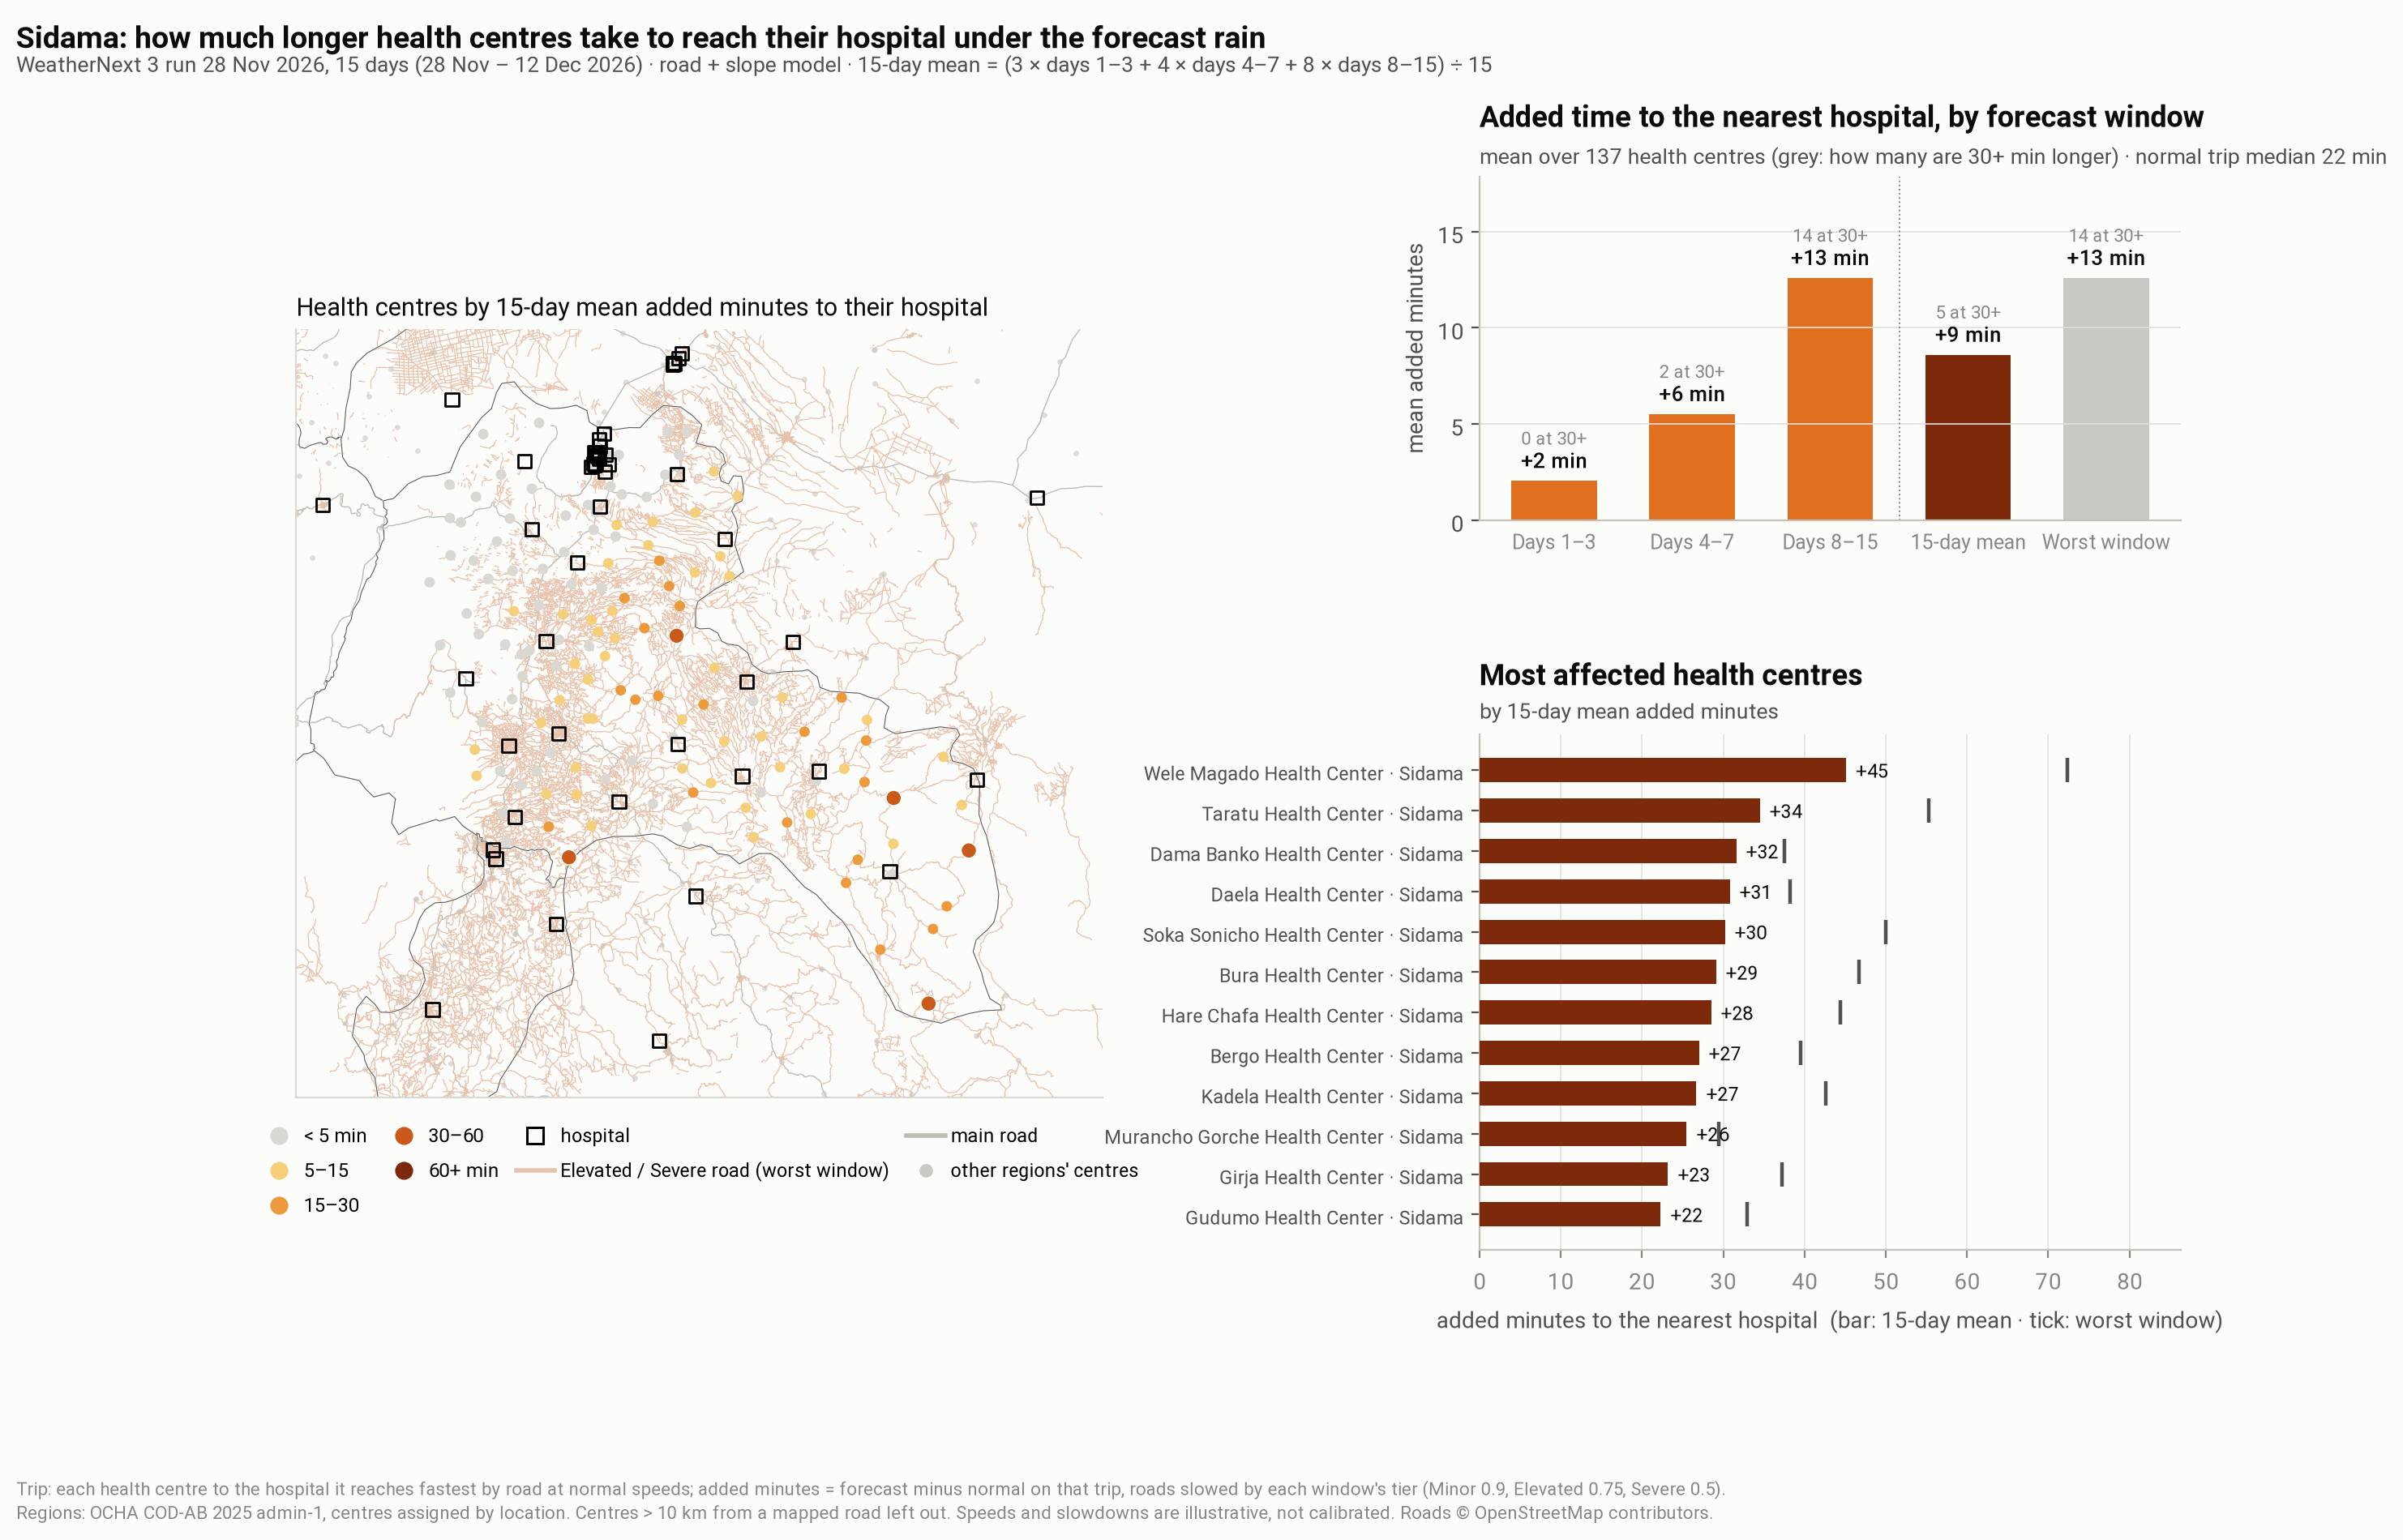 Sidama: how much longer health centres take to reach their hospital under the forecast rain
WeatherNext 3 run 28 Nov 2026, 15 days (28 Nov – 12 Dec 2026) · road + slope model · 15-day mean = (3 × days 1–3 + 4 × days 4–7 + 8 × days 8–15) ÷ 15
Health centres by 15-day mean added minutes to their hospital
< 5 min
5–15
15–30
30–60
60+ min
hospital
Elevated / Severe road (worst window)
main road
other regions' centres
Added time to the nearest hospital, by forecast window
mean over 137 health centres (grey: how many are 30+ min longer) · normal trip median 22 min
mean added minutes
15
10
5
0
0 at 30+
+2 min
2 at 30+
+6 min
14 at 30+
+13 min
5 at 30+
+9 min
14 at 30+
+13 min
Days 1–3
Days 4–7
Days 8–15
15-day mean
Worst window
Most affected health centres
by 15-day mean added minutes
Wele Magado Health Center · Sidama
+45
Taratu Health Center · Sidama
+34
Dama Banko Health Center · Sidama
+32
Daela Health Center · Sidama
+31
Soka Sonicho Health Center · Sidama
+30
Bura Health Center · Sidama
+29
Hare Chafa Health Center · Sidama
+28
Bergo Health Center · Sidama
+27
Kadela Health Center · Sidama
+27
Murancho Gorche Health Center · Sidama
+26
Girja Health Center · Sidama
+23
Gudumo Health Center · Sidama
+22
0 10 20 30 40 50 60 70 80
added minutes to the nearest hospital (bar: 15-day mean · tick: worst window)
Trip: each health centre to the hospital it reaches fastest by road at normal speeds; added minutes = forecast minus normal on that trip, roads slowed by each window's tier (Minor 0.9, Elevated 0.75, Severe 0.5).
Regions: OCHA COD-AB 2025 admin-1, centres assigned by location. Centres > 10 km from a mapped road left out. Speeds and slowdowns are illustrative, not calibrated. Roads © OpenStreetMap contributors.